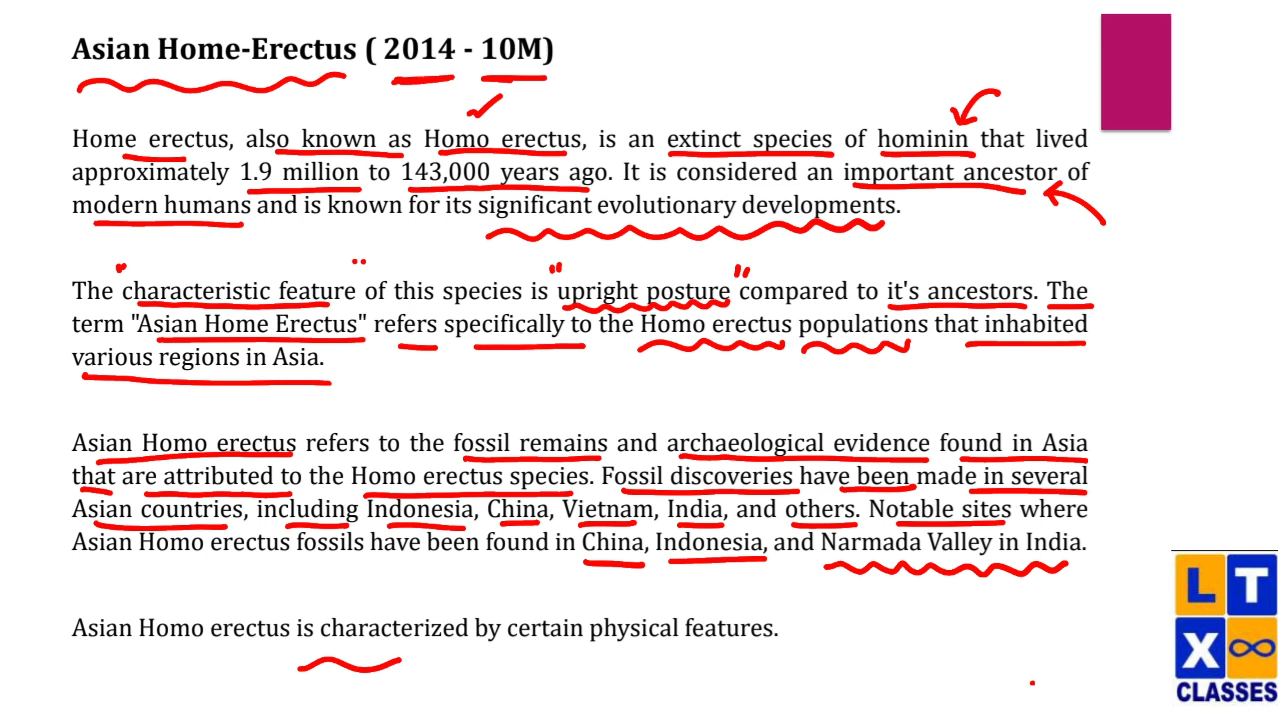 Asian Home-Erectus ( 2014 - 10M)
Home erectus, also known as Homo erectus, is an extinct species of hominin that lived
approximately 1.9 million to 143,000 years ago. It is considered an important ancestor of
modern humans and is known for its significant evolutionary developments.
The characteristic feature of this species is upright posture compared to it's ancestors. The
term "Asian Home Erectus" refers specifically to the Homo erectus populations that inhabited
various regions in Asia.
Asian Homo erectus refers to the fossil remains and archaeological evidence found in Asia
that are attributed to the Homo erectus species. Fossil discoveries have been made in several
Asian countries, including Indonesia, China, Vietnam, India, and others. Notable sites where
Asian Homo erectus fossils have been found in China, Indonesia, and Narmada Valley in India.
Asian Homo erectus is characterized by certain physical features.
L T
X ∞
CLASSES